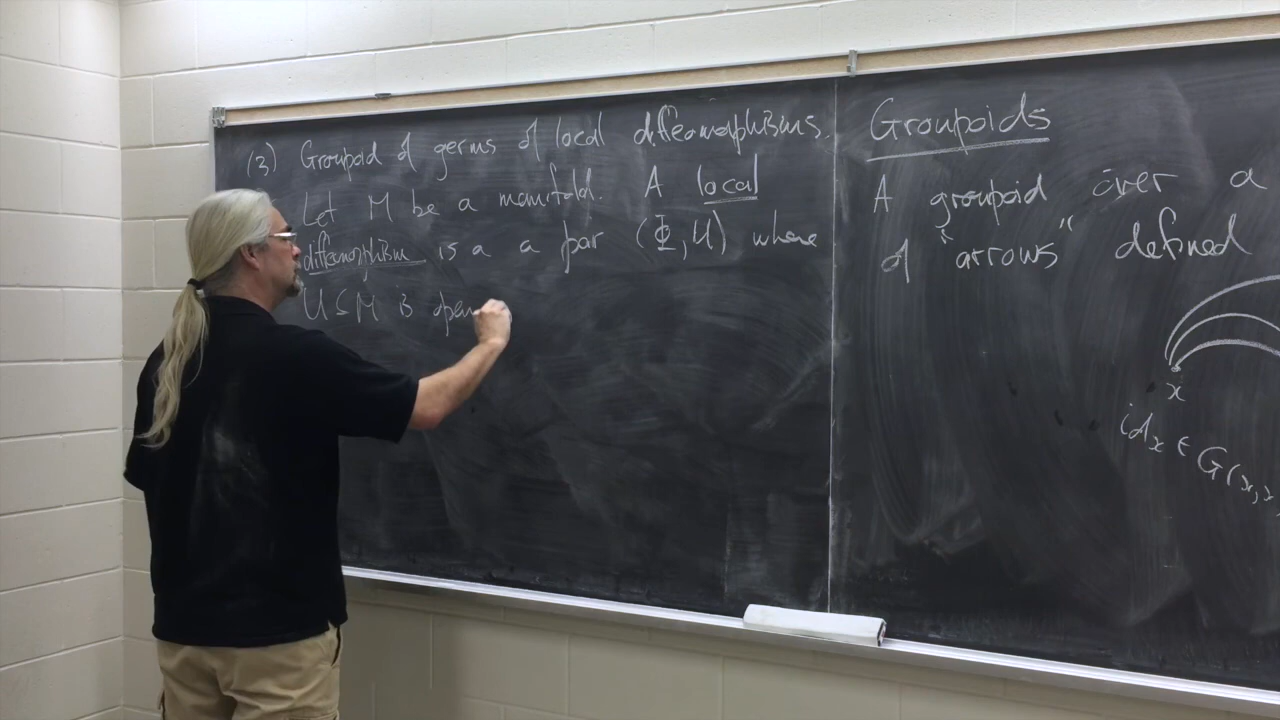 (3) Groupoid of germs of local diffeomorphisms.
Let M be a manifold. A local
diffeomorphism is a a pair (Φ, U) where
U ⊆ M is open
Groupoids
A groupoid over a
of "arrows" defined
x
id_x ∈ G(x,x